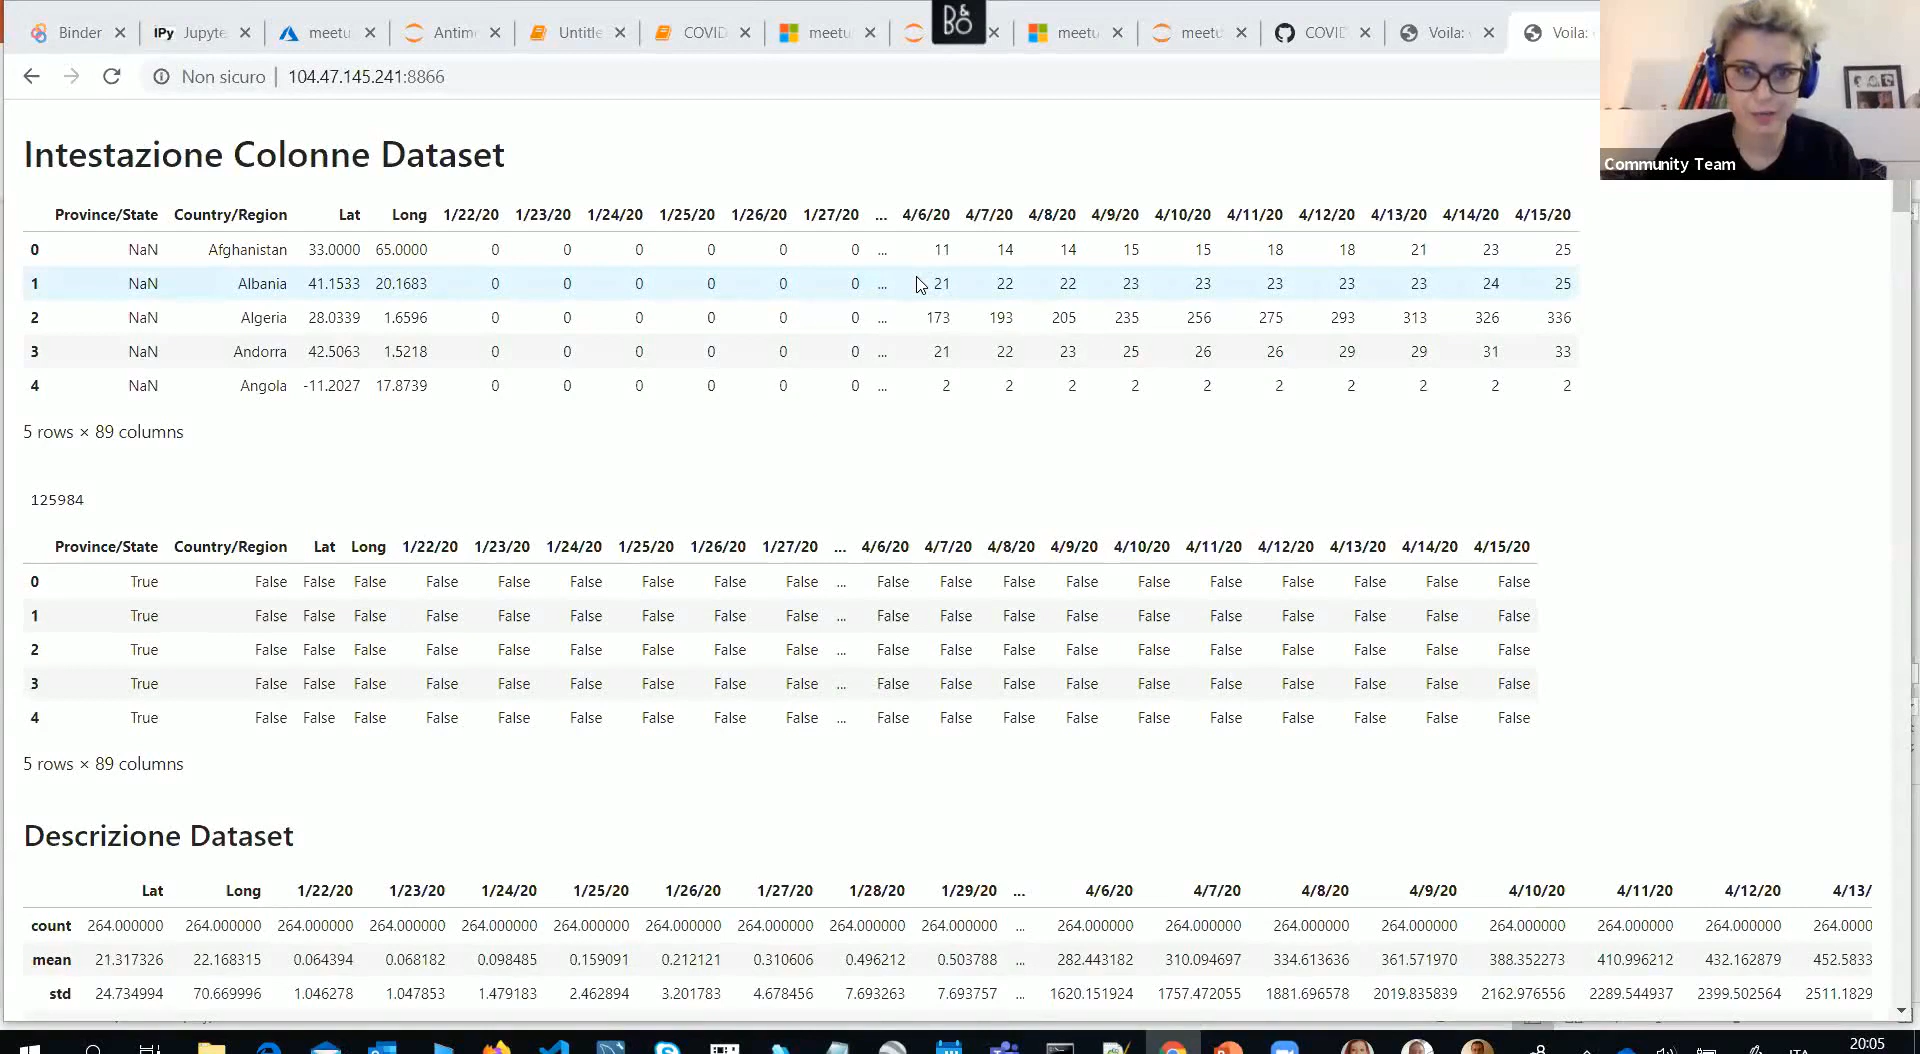 Binder IPy Jupyte meetu Antim Untitle COVID meetu B&O meetu meetu COVID Voila: Voila:
Non sicuro 104.47.145.241:8866
Community Team
Intestazione Colonne Dataset
Province/State Country/Region Lat Long 1/22/20 1/23/20 1/24/20 1/25/20 1/26/20 1/27/20 ... 4/6/20 4/7/20 4/8/20 4/9/20 4/10/20 4/11/20 4/12/20 4/13/20 4/14/20 4/15/20
0 NaN Afghanistan 33.0000 65.0000 0 0 0 0 0 0 ... 11 14 14 15 15 18 18 21 23 25
1 NaN Albania 41.1533 20.1683 0 0 0 0 0 0 ... 21 22 22 23 23 23 23 23 24 25
2 NaN Algeria 28.0339 1.6596 0 0 0 0 0 0 ... 173 193 205 235 256 275 293 313 326 336
3 NaN Andorra 42.5063 1.5218 0 0 0 0 0 0 ... 21 22 23 25 26 26 29 29 31 33
4 NaN Angola -11.2027 17.8739 0 0 0 0 0 0 ... 2 2 2 2 2 2 2 2 2 2
5 rows × 89 columns
125984
Province/State Country/Region Lat Long 1/22/20 1/23/20 1/24/20 1/25/20 1/26/20 1/27/20 ... 4/6/20 4/7/20 4/8/20 4/9/20 4/10/20 4/11/20 4/12/20 4/13/20 4/14/20 4/15/20
0 True False False False False False False False False False ... False False False False False False False False False False
1 True False False False False False False False False False ... False False False False False False False False False False
2 True False False False False False False False False False ... False False False False False False False False False False
3 True False False False False False False False False False ... False False False False False False False False False False
4 True False False False False False False False False False ... False False False False False False False False False False
5 rows × 89 columns
Descrizione Dataset
Lat Long 1/22/20 1/23/20 1/24/20 1/25/20 1/26/20 1/27/20 1/28/20 1/29/20 ... 4/6/20 4/7/20 4/8/20 4/9/20 4/10/20 4/11/20 4/12/20 4/13/
count 264.000000 264.000000 264.000000 264.000000 264.000000 264.000000 264.000000 264.000000 264.000000 264.000000 ... 264.000000 264.000000 264.000000 264.000000 264.000000 264.000000 264.000000 264.0000
mean 21.317326 22.168315 0.064394 0.068182 0.098485 0.159091 0.212121 0.310606 0.496212 0.503788 ... 282.443182 310.094697 334.613636 361.571970 388.352273 410.996212 432.162879 452.5833
std 24.734994 70.669996 1.046278 1.047853 1.479183 2.462894 3.201783 4.678456 7.693263 7.693757 ... 1620.151924 1757.472055 1881.696578 2019.835839 2162.976556 2289.544937 2399.502564 2511.1829
20:05